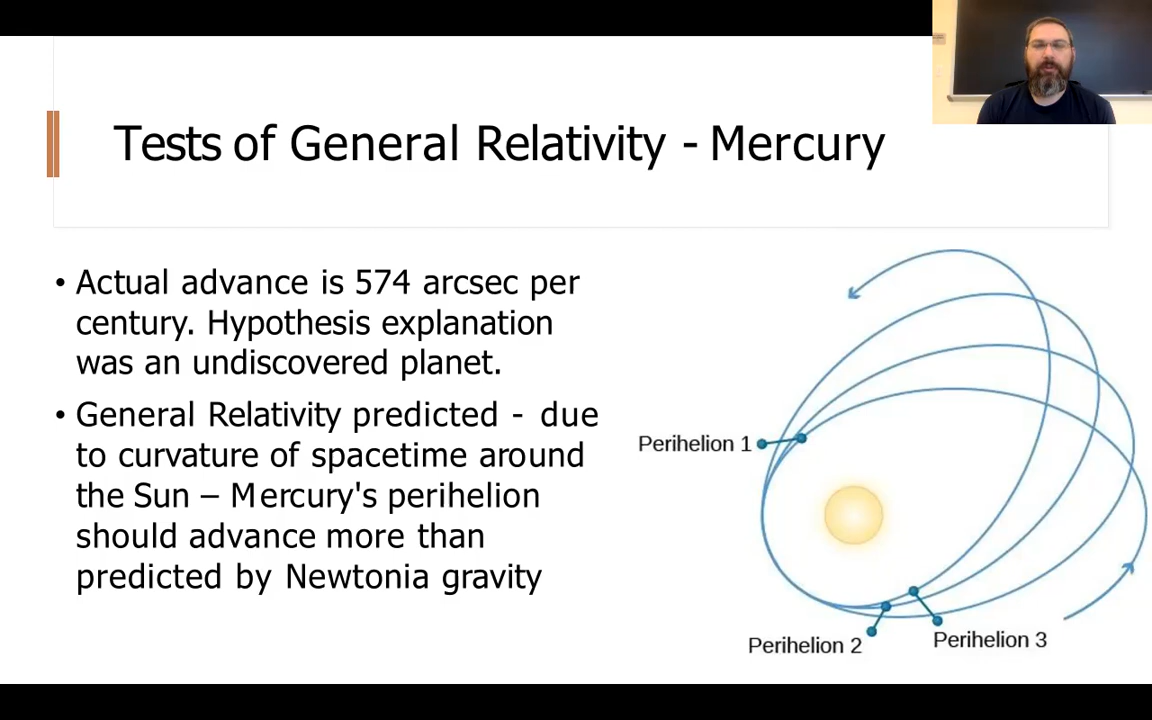 Tests of General Relativity - Mercury
• Actual advance is 574 arcsec per
century. Hypothesis explanation
was an undiscovered planet.
• General Relativity predicted - due
to curvature of spacetime around
the Sun – Mercury's perihelion
should advance more than
predicted by Newtonia gravity
Perihelion 1
Perihelion 2
Perihelion 3